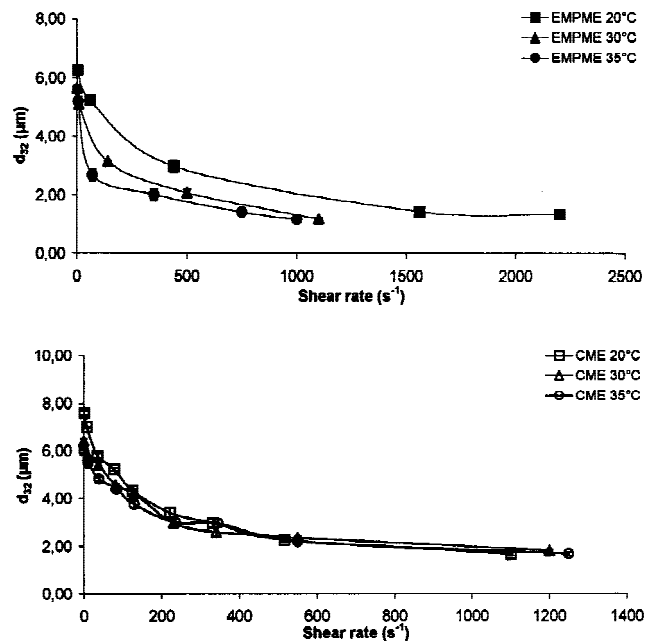 8,00
6,00
4,00
2,00
0,00
d32 (µm)
EMPME 20°C
EMPME 30°C
EMPME 35°C
0 500 1000 1500 2000 2500
Shear rate (s-1)
10,00
8,00
6,00
4,00
2,00
0,00
d32 (µm)
CME 20°C
CME 30°C
CME 35°C
0 200 400 600 800 1000 1200 1400
Shear rate (s-1)